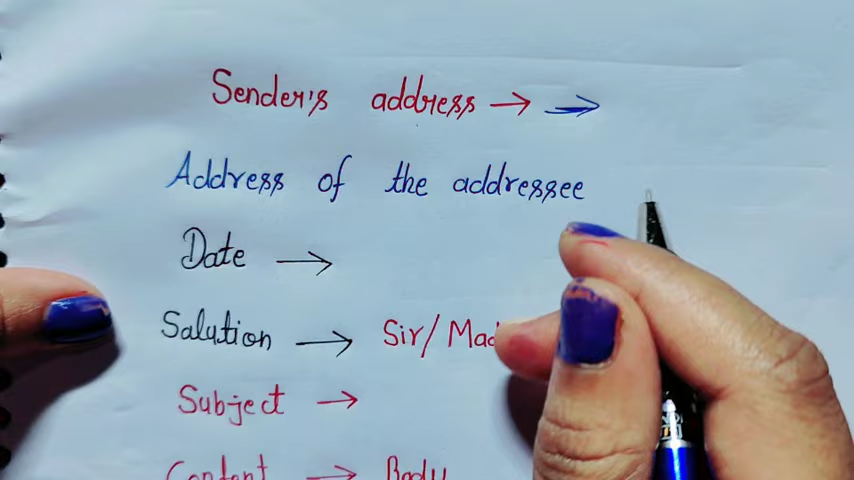 Sender's address → →
Address of the addressee
Date →
Salution → Sir/
Subject →
Content → Body